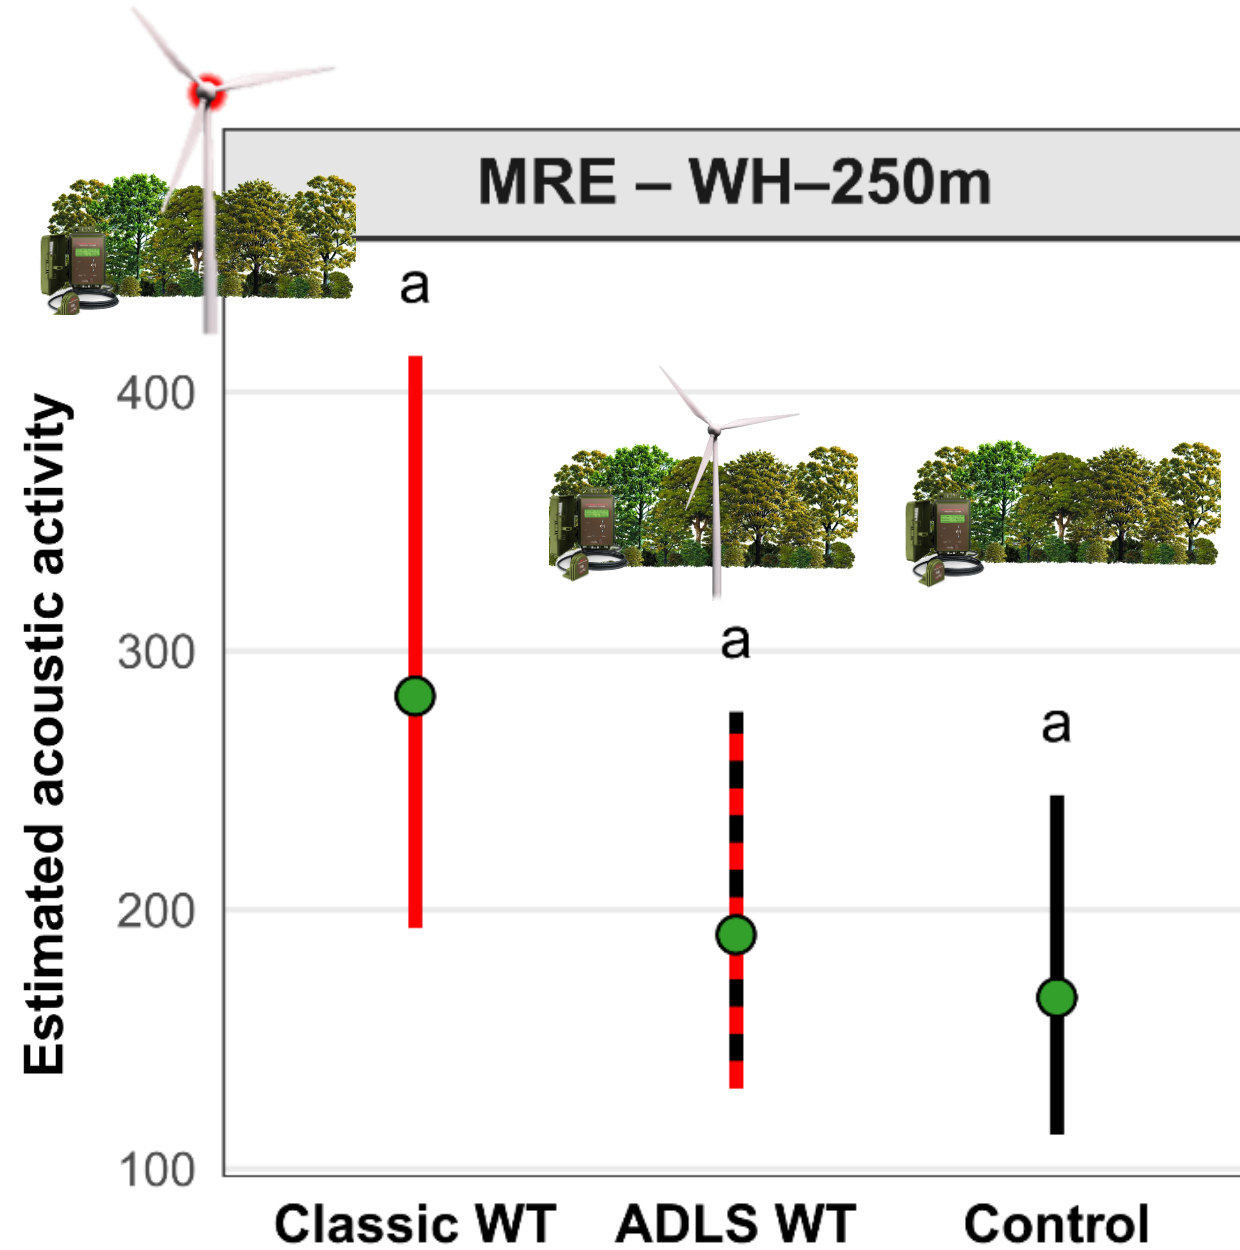 MRE – WH–250m
a
400
a
300
a
200
100
Estimated acoustic activity
Classic WT
ADLS WT
Control